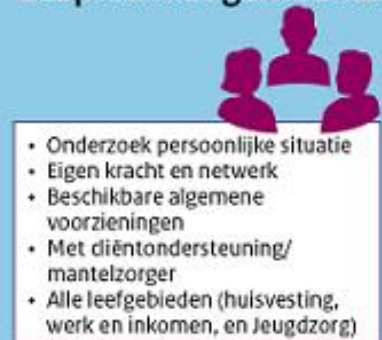 • Onderzoek persoonlijke situatie
• Eigen kracht en netwerk
• Beschikbare algemene
voorzieningen
• Met cliëntondersteuning/
mantelzorger
• Alle leefgebieden (huisvesting,
werk en inkomen, en Jeugdzorg)